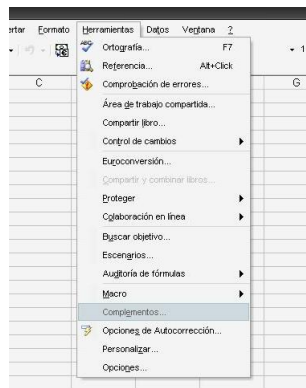 ertar Formato Herramientas Datos Ventana ?
Ortografía... F7
Referencia... Alt+Click
Comprobación de errores...
Área de trabajo compartida...
Compartir libro...
Control de cambios
Euroconversión...
Compartir y combinar libros...
Proteger
Colaboración en línea
Buscar objetivo...
Escenarios...
Auditoría de fórmulas
Macro
Complementos...
Opciones de Autocorrección...
Personalizar...
Opciones...
C G
1